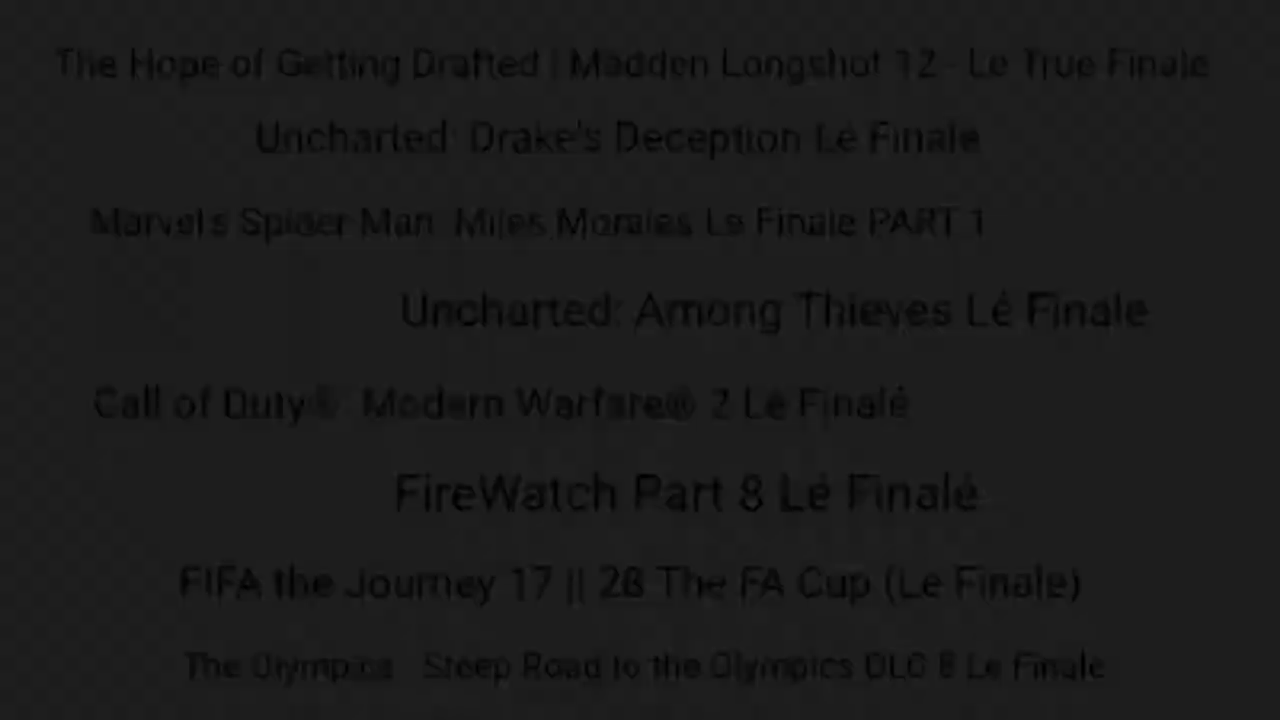 The Hope of Getting Drafted | Madden Longshot 12 - Le True Finale
Uncharted: Drake's Deception Lé Finale
Marvel's Spider-Man: Miles Morales Le Finale PART 1
Uncharted: Among Thieves Lé Finale
Call of Duty®: Modern Warfare® 2 Le Finalé
FireWatch Part 8 Lé Finalé
FIFA the Journey 17 || 28 The FA Cup (Le Finale)
The Olympics - Steep Road to the Olympics DLC 8 Le Finale